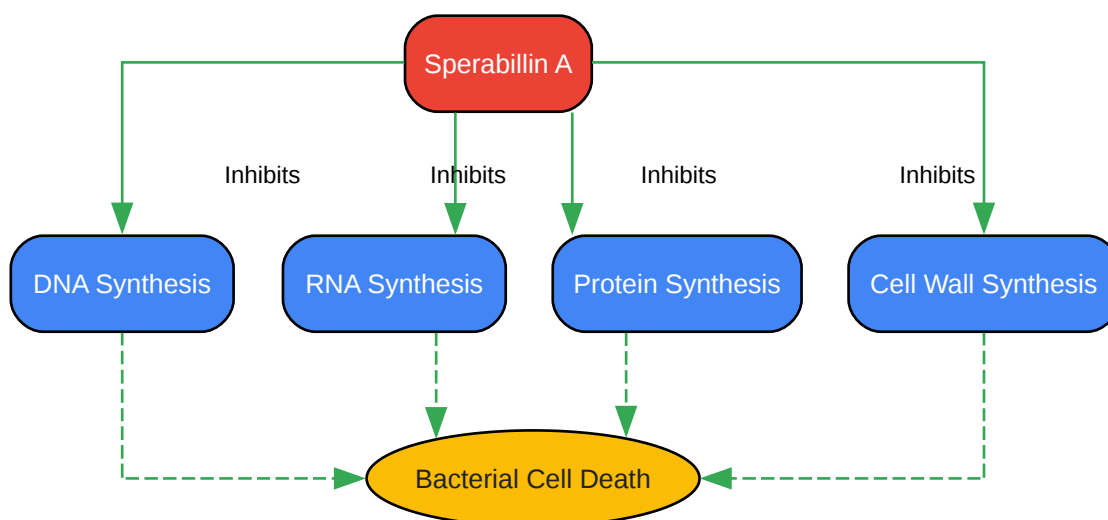 Sperabillin A
Inhibits
Inhibits
Inhibits
Inhibits
DNA Synthesis
RNA Synthesis
Protein Synthesis
Cell Wall Synthesis
Bacterial Cell Death